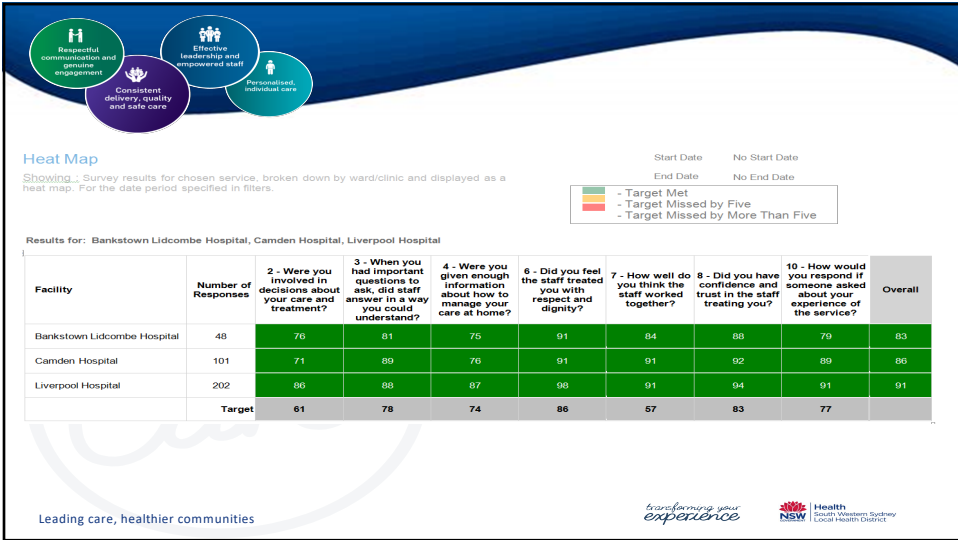 Respectful
communication and
genuine
engagement
Effective
leadership and
empowered staff
Consistent
delivery, quality
and safe care
Personalised,
individual care
Heat Map
Showing : Survey results for chosen service, broken down by ward/clinic and displayed as a
heat map. For the date period specified in filters.
Start Date No Start Date
End Date No End Date
- Target Met
- Target Missed by Five
- Target Missed by More Than Five
Results for: Bankstown Lidcombe Hospital, Camden Hospital, Liverpool Hospital
Facility
Number of
Responses
2 - Were you
involved in
decisions about
your care and
treatment?
3 - When you
had important
questions to
ask, did staff
answer in a way
you could
understand?
4 - Were you
given enough
information
about how to
manage your
care at home?
6 - Did you feel
the staff treated
you with
respect and
dignity?
7 - How well do
you think the
staff worked
together?
8 - Did you have
confidence and
trust in the staff
treating you?
10 - How would
you respond if
someone asked
about your
experience of
the service?
Overall
Bankstown Lidcombe Hospital 48 76 81 75 91 84 88 79 83
Camden Hospital 101 71 89 76 91 91 92 89 86
Liverpool Hospital 202 86 88 87 98 91 94 91 91
Target 61 78 74 86 57 83 77
Leading care, healthier communities
transforming your
experience
NSW
GOVERNMENT
Health
South Western Sydney
Local Health District